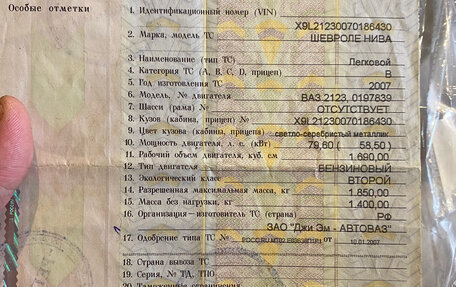 Особые отметки
1. Идентификационный номер (VIN) X9L21230070186430
2. Марка, модель ТС ШЕВРОЛЕ НИВА
3. Наименование (тип ТС) Легковой
4. Категория ТС (А, В, С, D, прицеп) В
5. Год изготовления ТС 2007
6. Модель, № двигателя ВАЗ 2123, 0197839
7. Шасси (рама) № ОТСУТСТВУЕТ
8. Кузов (кабина, прицеп) № X9L21230070186430
9. Цвет кузова (кабины, прицепа) светло-серебристый металлик
10. Мощность двигателя, л. с. (кВт) 79,60 ( 58,50 )
11. Рабочий объем двигателя, куб. см 1.690,00
12. Тип двигателя БЕНЗИНОВЫЙ
13. Экологический класс ВТОРОЙ
14. Разрешенная максимальная масса, кг 1.850,00
15. Масса без нагрузки, кг 1.400,00
16. Организация—изготовитель ТС (страна) РФ
ЗАО "Джи Эм - АВТОВАЗ"
17. Одобрение типа ТС № от 10.01.2007
18. Страна вывоза ТС
19. Серия, № ТД, ТПО
20. Таможенные ограничения